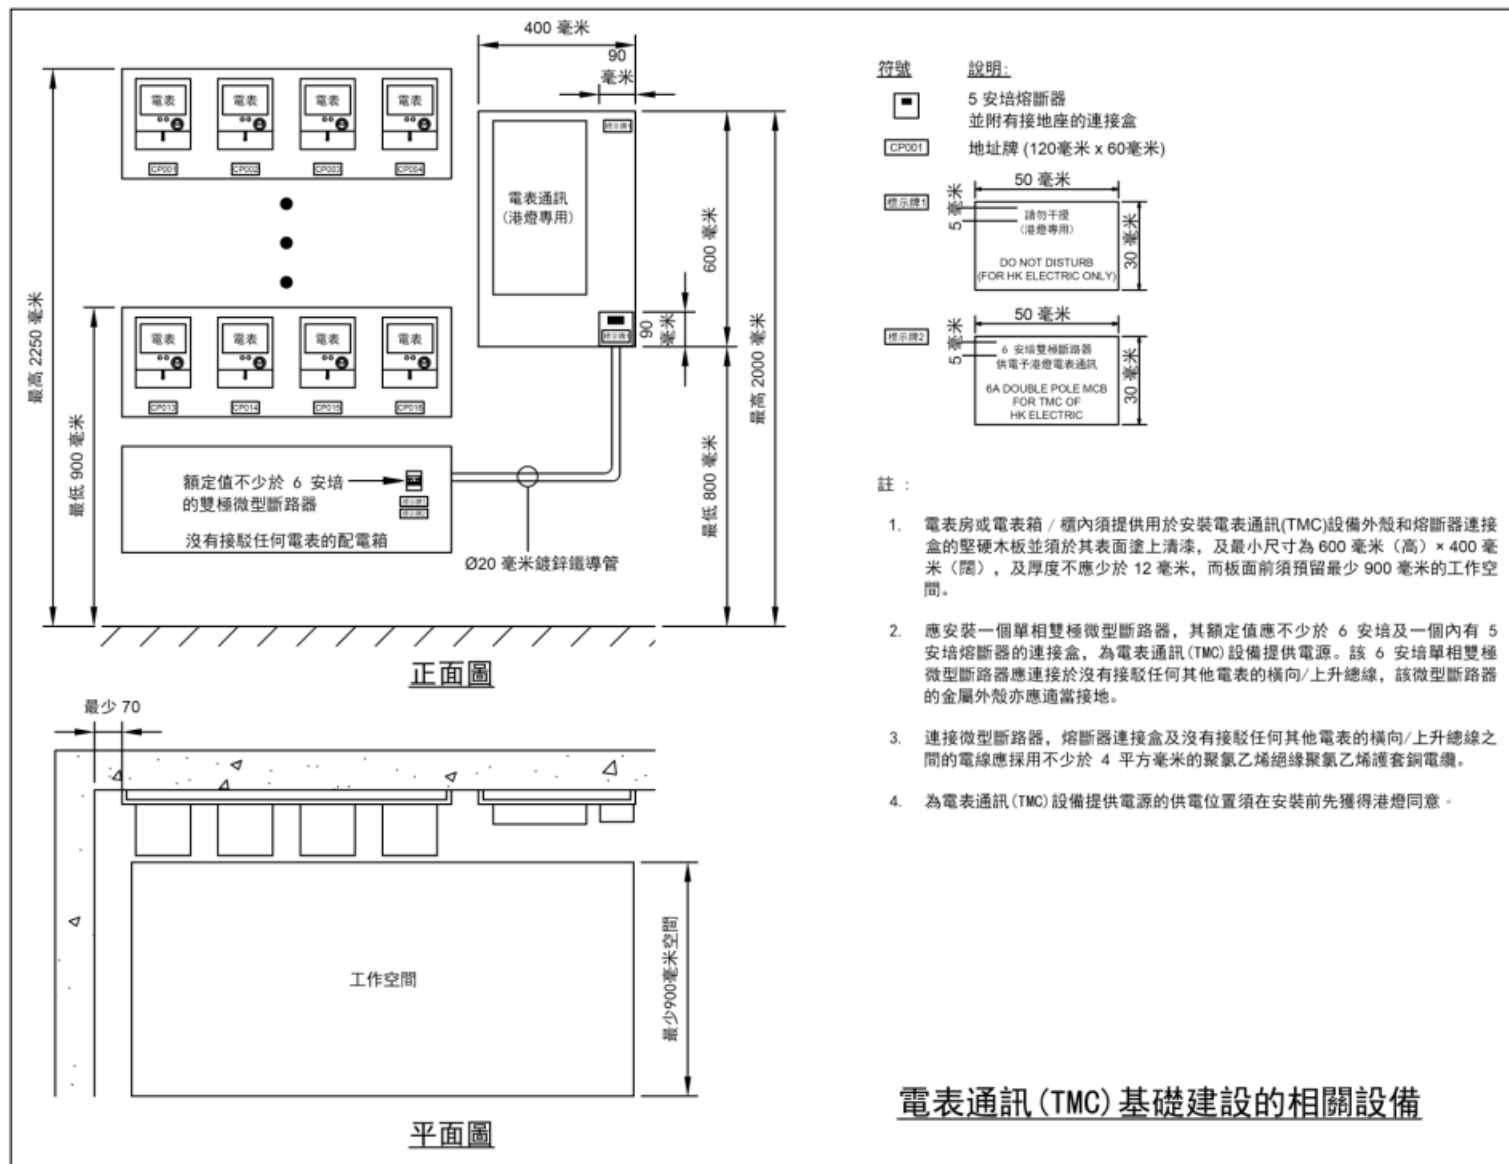 400 毫米
90
毫米
電表
電表
電表
電表
CP001
CP002
CP003
CP004
標示牌1
電表通訊
(港燈專用)
600 毫米
最高 2250 毫米
最低 900 毫米
電表
電表
電表
電表
CP013
CP014
CP015
CP016
90
毫米
最高 2000 毫米
最低 800 毫米
額定值不少於 6 安培
的雙極微型斷路器
標示牌1
標示牌2
沒有接駁任何電表的配電箱
Ø20 毫米鍍鋅鐵導管
正面圖
最少 70
工作空間
最少900毫米空間
平面圖
符號 說明:
5 安培熔斷器
並附有接地座的連接盒
CP001 地址牌 (120毫米 x 60毫米)
標示牌1
50 毫米
5 毫米
30 毫米
請勿干擾
(港燈專用)
DO NOT DISTURB
(FOR HK ELECTRIC ONLY)
標示牌2
50 毫米
5 毫米
30 毫米
6 安培雙極斷路器
供電予港燈電表通訊
6A DOUBLE POLE MCB
FOR TMC OF
HK ELECTRIC
註 :
1. 電表房或電表箱 / 櫃內須提供用於安裝電表通訊(TMC)設備外殼和熔斷器連接
盒的堅硬木板並須於其表面塗上清漆, 及最小尺寸為 600 毫米 (高) × 400 毫
米 (闊) , 及厚度不應少於 12 毫米, 而板面前須預留最少 900 毫米的工作空
間。
2. 應安裝一個單相雙極微型斷路器, 其額定值應不少於 6 安培及一個內有 5
安培熔斷器的連接盒, 為電表通訊(TMC)設備提供電源。該 6 安培單相雙極
微型斷路器應連接於沒有接駁任何其他電表的橫向/上升總線, 該微型斷路器
的金屬外殼亦應適當接地。
3. 連接微型斷路器, 熔斷器連接盒及沒有接駁任何其他電表的橫向/上升總線之
間的電線應採用不少於 4 平方毫米的聚氯乙烯絕緣聚氯乙烯護套銅電纜。
4. 為電表通訊(TMC)設備提供電源的供電位置須在安裝前先獲得港燈同意。
電表通訊(TMC)基礎建設的相關設備